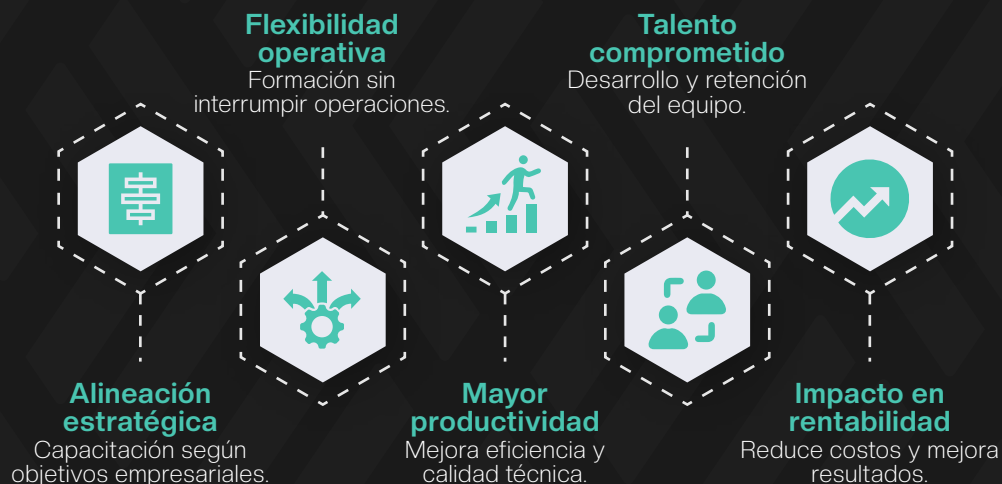 Flexibilidad
operativa
Formación sin
interrumpir operaciones.
Talento
comprometido
Desarrollo y retención
del equipo.
Alineación
estratégica
Capacitación según
objetivos empresariales.
Mayor
productividad
Mejora eficiencia y
calidad técnica.
Impacto en
rentabilidad
Reduce costos y mejora
resultados.